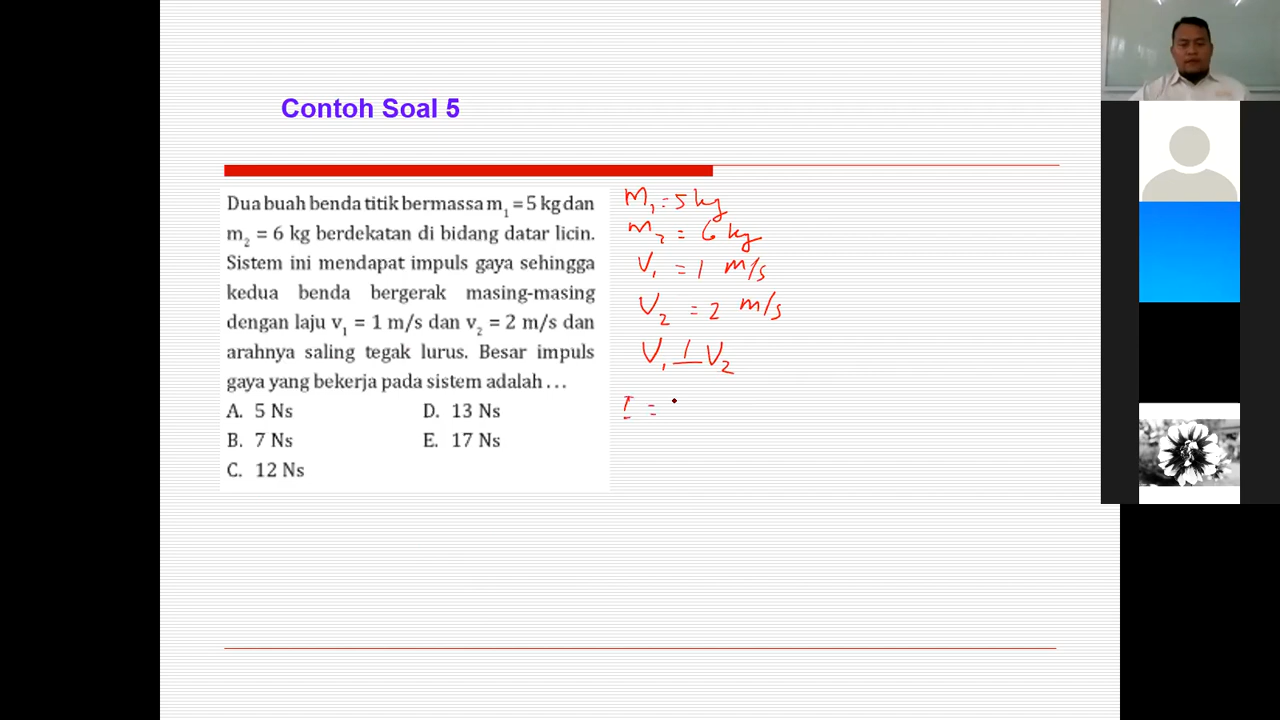 Contoh Soal 5
Dua buah benda titik bermassa m₁ = 5 kg dan
m₂ = 6 kg berdekatan di bidang datar licin.
Sistem ini mendapat impuls gaya sehingga
kedua benda bergerak masing-masing
dengan laju v₁ = 1 m/s dan v₂ = 2 m/s dan
arahnya saling tegak lurus. Besar impuls
gaya yang bekerja pada sistem adalah . . .
A. 5 Ns D. 13 Ns
B. 7 Ns E. 17 Ns
C. 12 Ns
m₁ = 5 kg
m₂ = 6 kg
V₁ = 1 m/s
V₂ = 2 m/s
V₁ ⊥ V₂
I =